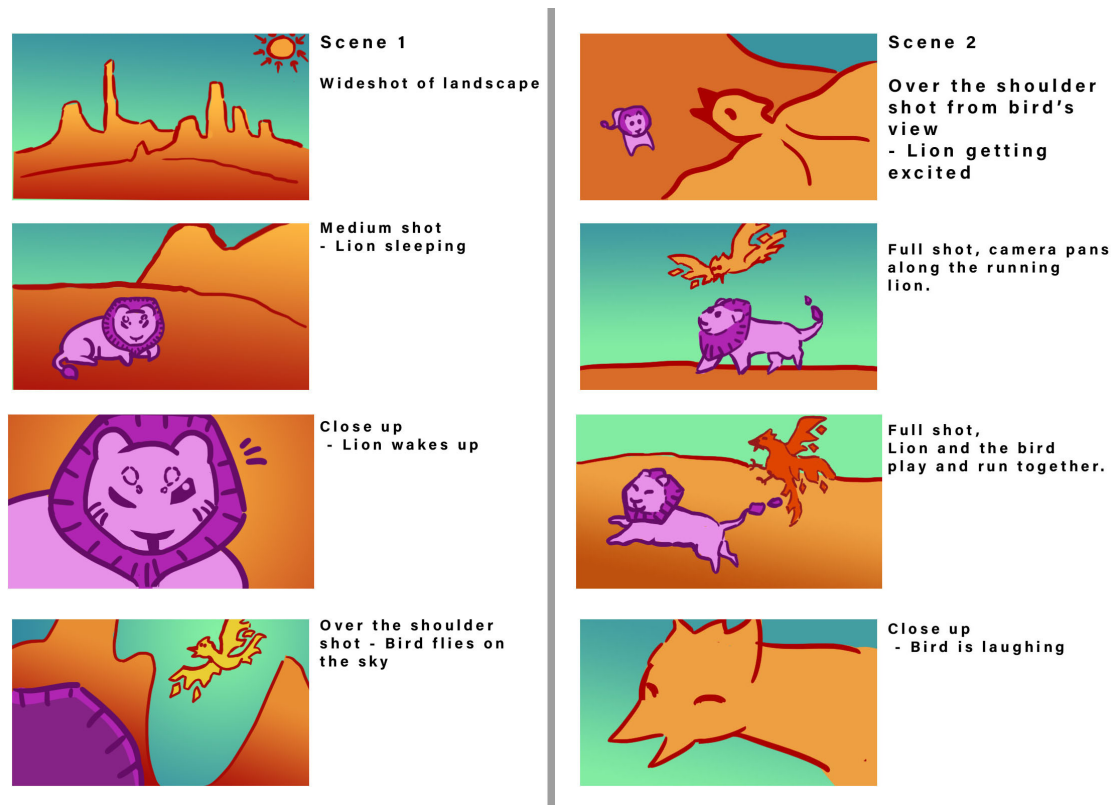 Scene 1
Wideshot of landscape
Medium shot
- Lion sleeping
Close up
- Lion wakes up
Over the shoulder
shot - Bird flies on
the sky
Scene 2
Over the shoulder
shot from bird's
view
- Lion getting
excited
Full shot, camera pans
along the running
lion.
Full shot,
Lion and the bird
play and run together.
Close up
- Bird is laughing